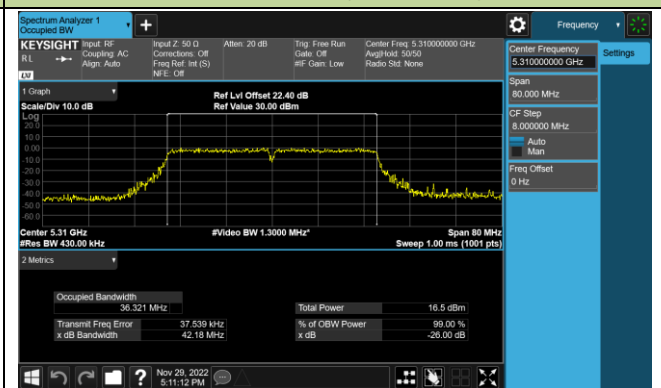 Spectrum Analyzer 1
Occupied BW
+
Frequency
KEYSIGHT
Input: RF
Input Z: 50 Ω
Atten: 20 dB
Trig: Free Run
Center Freq: 5.310000000 GHz
R L
Coupling: AC
Corrections: Off
Gate: Off
Avg|Hold: 50/50
Align: Auto
Freq Ref: Int (S)
#IF Gain: Low
Radio Std: None
LXI
NFE: Off
Center Frequency
5.310000000 GHz
Settings
Span
80.000 MHz
CF Step
8.000000 MHz
Auto
Man
Freq Offset
0 Hz
1 Graph
Ref Lvl Offset 22.40 dB
Scale/Div 10.0 dB
Ref Value 30.00 dBm
Log
20.0
10.0
0.00
-10.0
-20.0
-30.0
-40.0
-50.0
-60.0
Center 5.31 GHz
#Video BW 1.3000 MHz*
Span 80 MHz
#Res BW 430.00 kHz
Sweep 1.00 ms (1001 pts)
2 Metrics
Occupied Bandwidth
36.321 MHz
Total Power
16.5 dBm
Transmit Freq Error
37.539 kHz
% of OBW Power
99.00 %
x dB Bandwidth
42.18 MHz
x dB
-26.00 dB
?
Nov 29, 2022
5:11:12 PM